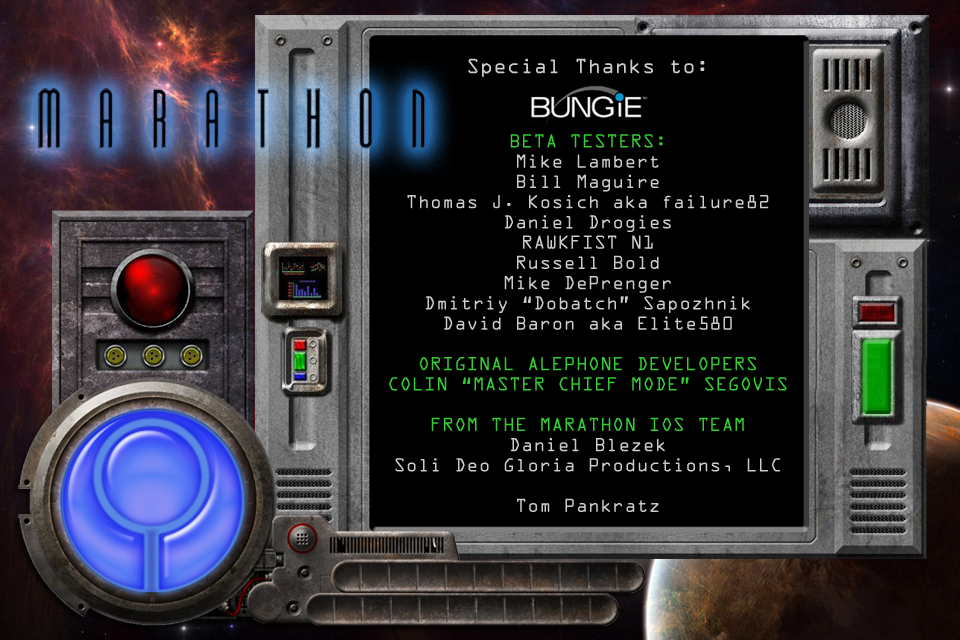 MARATHON
Special Thanks to:
BUNGiE™
BETA TESTERS:
Mike Lambert
Bill Maguire
Thomas J. Kosich aka failure82
Daniel Drogies
RAWKFIST N1
Russell Bold
Mike DePrenger
Dmitriy “Dobatch” Sapozhnik
David Baron aka Elite580
ORIGINAL ALEPHONE DEVELOPERS
COLIN “MASTER CHIEF MODE” SEGOVIS
FROM THE MARATHON IOS TEAM
Daniel Blezek
Soli Deo Gloria Productions, LLC
Tom Pankratz